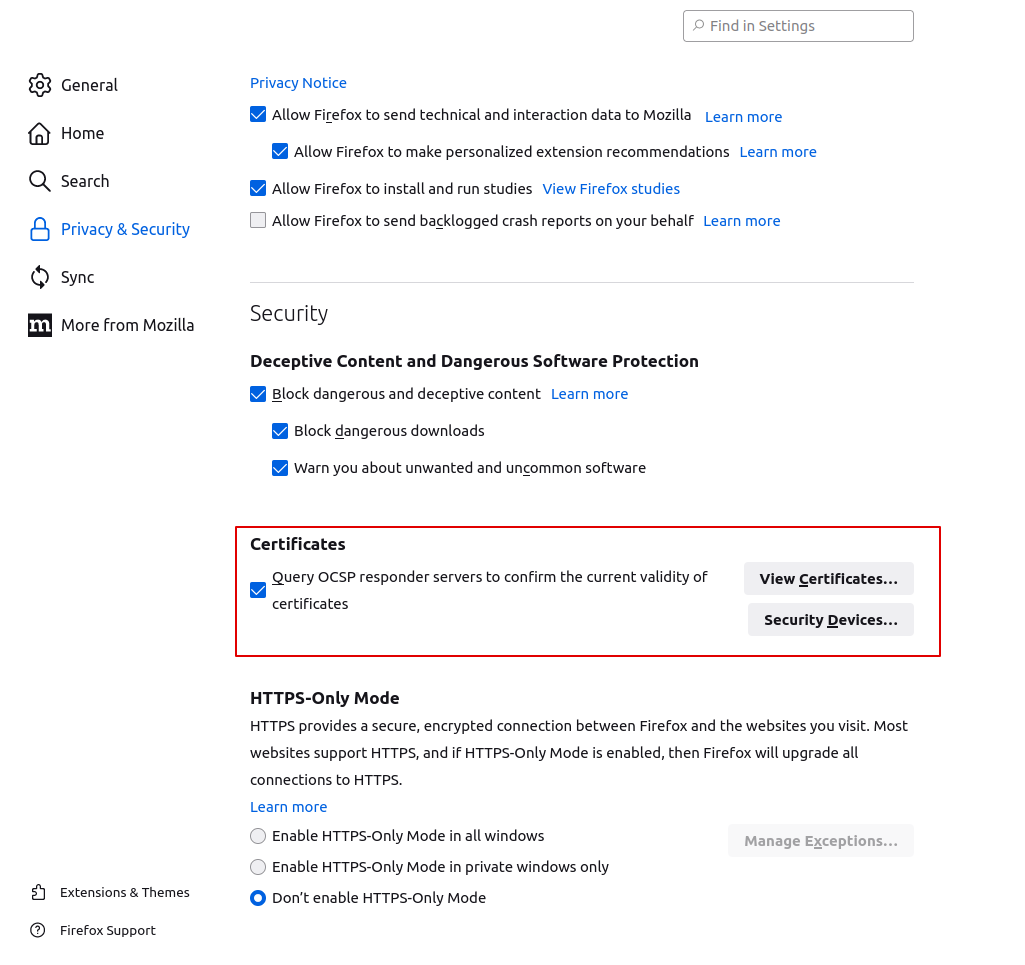 Find in Settings
General
Home
Search
Privacy & Security
Sync
m More from Mozilla
Extensions & Themes
Firefox Support
Privacy Notice
Allow Firefox to send technical and interaction data to Mozilla Learn more
Allow Firefox to make personalized extension recommendations Learn more
Allow Firefox to install and run studies View Firefox studies
Allow Firefox to send backlogged crash reports on your behalf Learn more
Security
Deceptive Content and Dangerous Software Protection
Block dangerous and deceptive content Learn more
Block dangerous downloads
Warn you about unwanted and uncommon software
Certificates
Query OCSP responder servers to confirm the current validity of
certificates
View Certificates…
Security Devices…
HTTPS-Only Mode
HTTPS provides a secure, encrypted connection between Firefox and the websites you visit. Most
websites support HTTPS, and if HTTPS-Only Mode is enabled, then Firefox will upgrade all
connections to HTTPS.
Learn more
Enable HTTPS-Only Mode in all windows
Manage Exceptions…
Enable HTTPS-Only Mode in private windows only
Don’t enable HTTPS-Only Mode